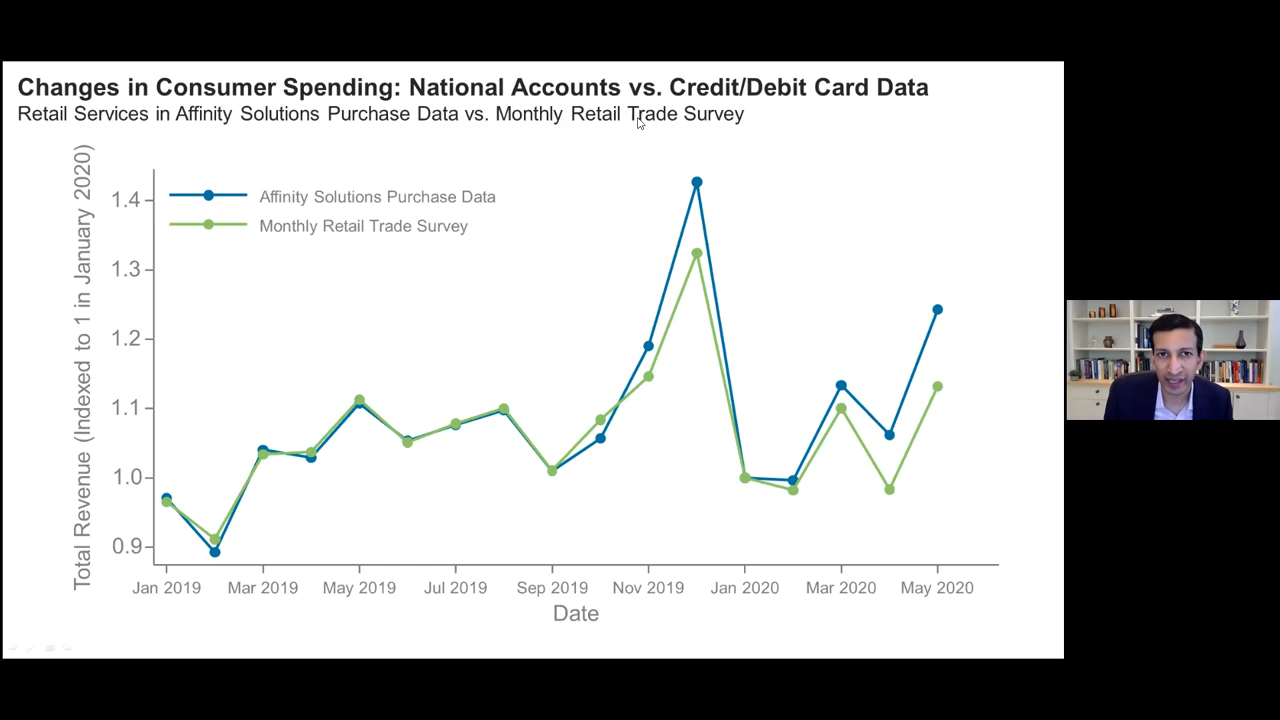 Changes in Consumer Spending: National Accounts vs. Credit/Debit Card Data
Retail Services in Affinity Solutions Purchase Data vs. Monthly Retail Trade Survey
Total Revenue (Indexed to 1 in January 2020)
Affinity Solutions Purchase Data
Monthly Retail Trade Survey
1.4
1.3
1.2
1.1
1.0
0.9
Jan 2019 Mar 2019 May 2019 Jul 2019 Sep 2019 Nov 2019 Jan 2020 Mar 2020 May 2020
Date